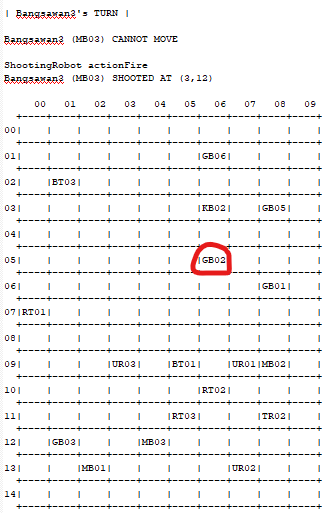 | Bangsawan3's TURN |
Bangsawan3 (MB03) CANNOT MOVE
ShootingRobot actionFire
Bangsawan3 (MB03) SHOOTED AT (3,12)
00 01 02 03 04 05 06 07 08 09
+----+----+----+----+----+----+----+----+----+----+
00|    |    |    |    |    |    |    |    |    |    |
+----+----+----+----+----+----+----+----+----+----+
01|    |    |    |    |    |    |GB06|    |    |    |
+----+----+----+----+----+----+----+----+----+----+
02|    |BT03|    |    |    |    |    |    |    |    |
+----+----+----+----+----+----+----+----+----+----+
03|    |    |    |    |    |    |KB02|    |GB05|    |
+----+----+----+----+----+----+----+----+----+----+
04|    |    |    |    |    |    |    |    |    |    |
+----+----+----+----+----+----+----+----+----+----+
05|    |    |    |    |    |    |GB02|    |    |    |
+----+----+----+----+----+----+----+----+----+----+
06|    |    |    |    |    |    |    |    |GB01|    |
+----+----+----+----+----+----+----+----+----+----+
07|RT01|    |    |    |    |    |    |    |    |    |
+----+----+----+----+----+----+----+----+----+----+
08|    |    |    |    |    |    |    |    |    |    |
+----+----+----+----+----+----+----+----+----+----+
09|    |    |    |UR03|    |BT01|    |UR01|MB02|    |
+----+----+----+----+----+----+----+----+----+----+
10|    |    |    |    |    |    |RT02|    |    |    |
+----+----+----+----+----+----+----+----+----+----+
11|    |    |    |    |    |RT03|    |    |TR02|    |
+----+----+----+----+----+----+----+----+----+----+
12|    |GB03|    |    |MB03|    |    |    |    |    |
+----+----+----+----+----+----+----+----+----+----+
13|    |    |MB01|    |    |    |    |UR02|    |    |
+----+----+----+----+----+----+----+----+----+----+
14|    |    |    |    |    |    |    |    |    |    |
+----+----+----+----+----+----+----+----+----+----+